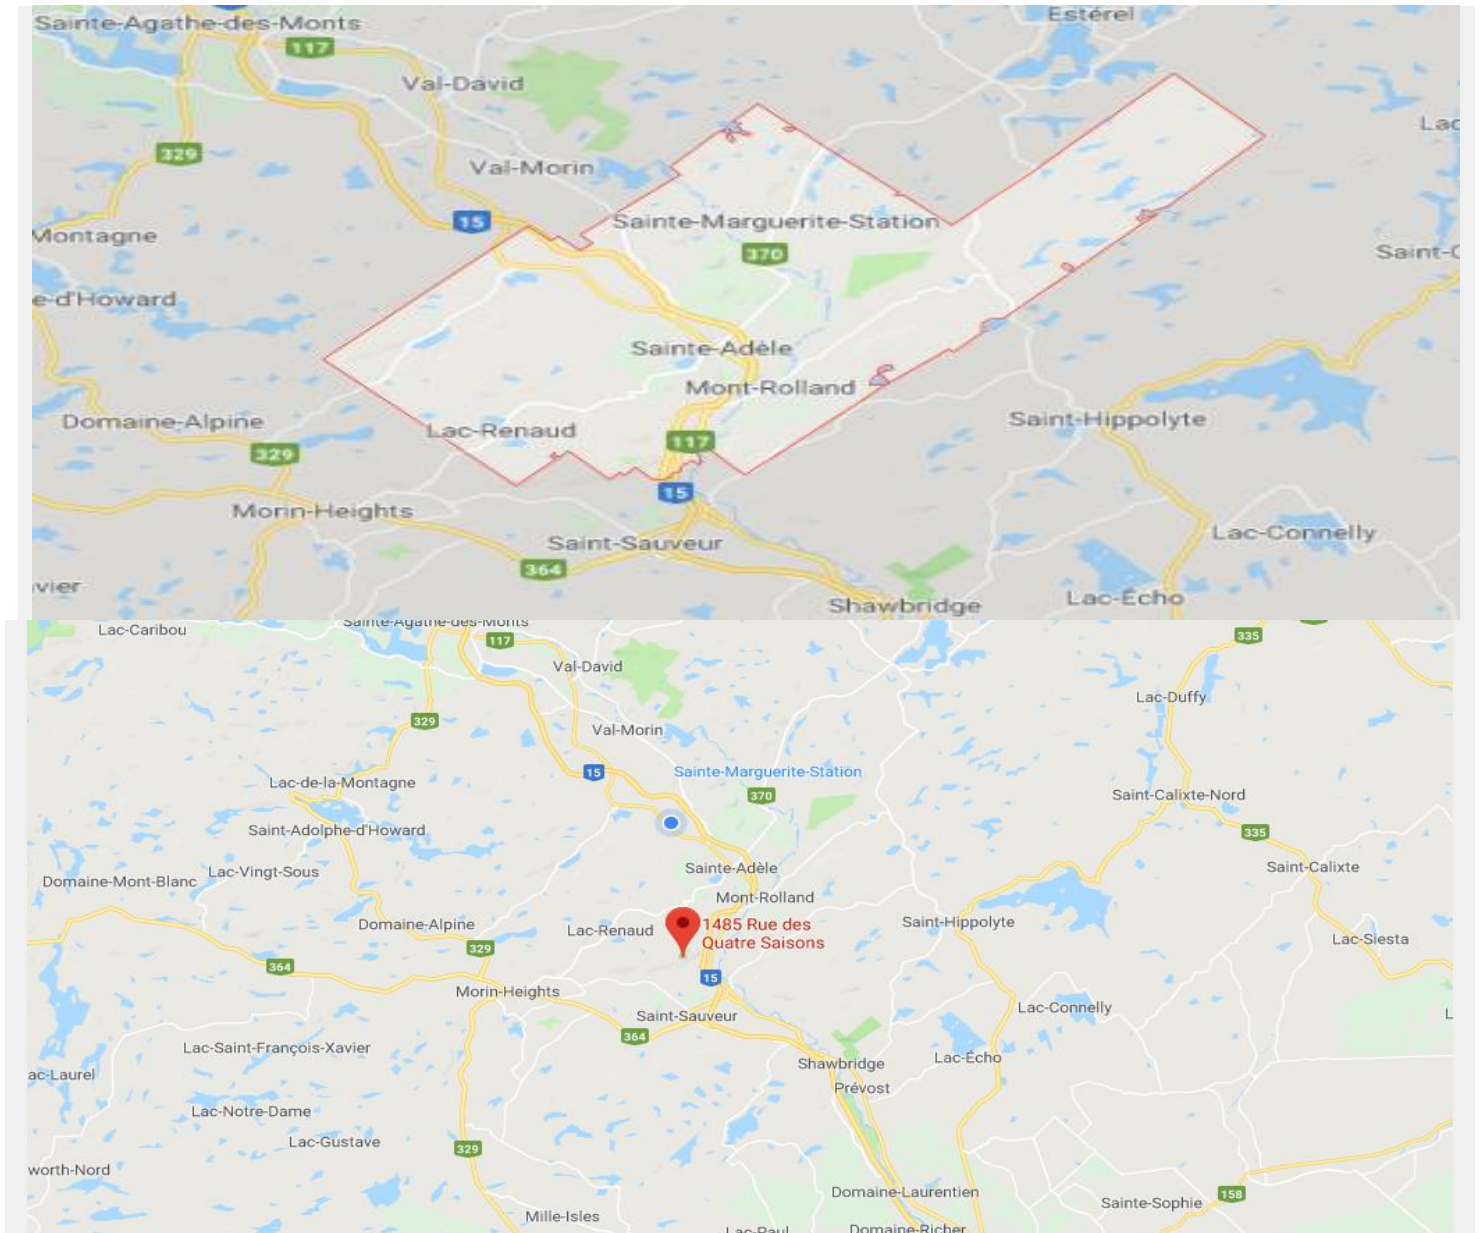 Sainte-Agathe-des-Monts
Estérel
117
Val-David
Lac
329
Val-Morin
15
Sainte-Marguerite-Station
Montagne
370
Saint-C
e-d'Howard
Sainte-Adèle
Mont-Rolland
Domaine-Alpine
Lac-Renaud
Saint-Hippolyte
117
329
15
Morin-Heights
Lac-Connelly
Saint-Sauveur
364
vier
Lac-Écho
Shawbridge
Sainte-Agathe-des-Monts
Lac-Caribou
117
335
Val-David
Lac-Duffy
329
Val-Morin
15
Sainte-Marguerite-Station
Lac-de-la-Montagne
370
Saint-Calixte-Nord
Saint-Adolphe-d'Howard
335
Sainte-Adèle
Saint-Calixte
Lac-Vingt-Sous
Domaine-Mont-Blanc
Mont-Rolland
Domaine-Alpine
Lac-Renaud
1485 Rue des
Quatre Saisons
Saint-Hippolyte
Lac-Siesta
329
364
15
Morin-Heights
Lac-Connelly
Saint-Sauveur
L
364
Lac-Saint-François-Xavier
Lac-Écho
Shawbridge
ac-Laurel
Prévost
Lac-Notre-Dame
Lac-Gustave
329
worth-Nord
Domaine-Laurentien
158
Sainte-Sophie
Mille-Isles
Lac-Paul
Domaine-Richer